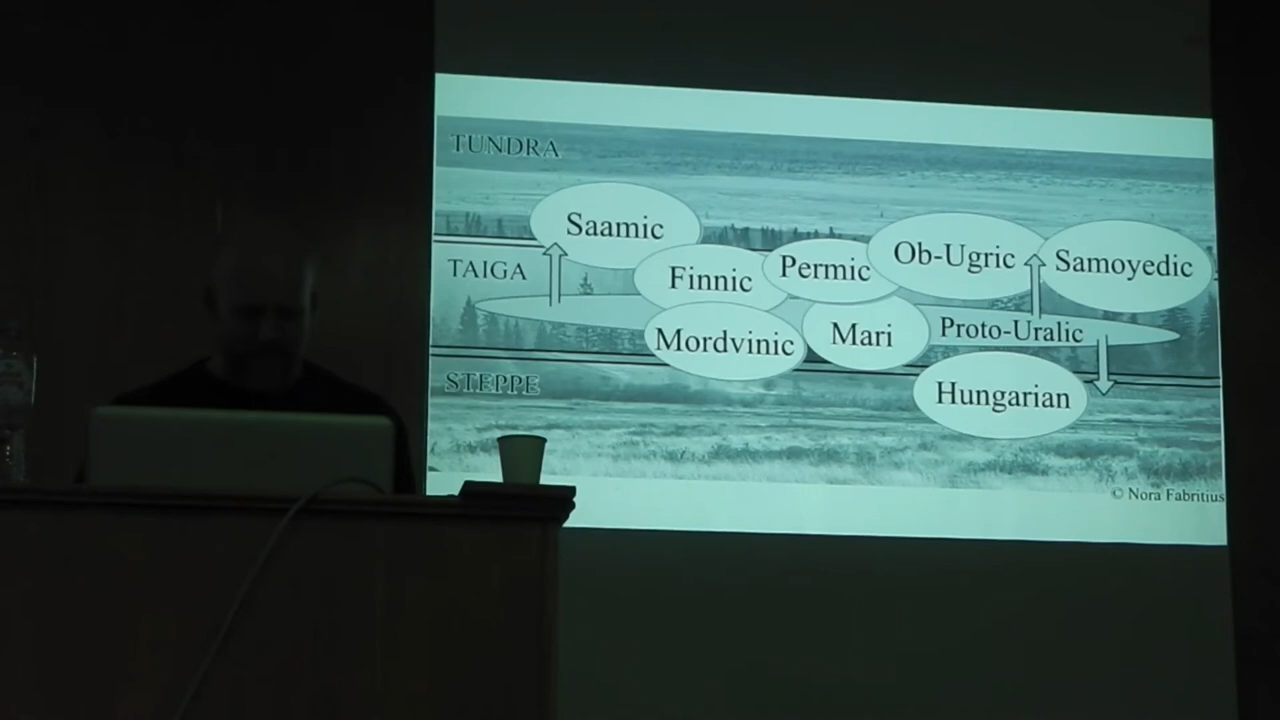 TUNDRA
Saamic
TAIGA
Finnic
Permic
Ob-Ugric
Samoyedic
Mordvinic
Mari
Proto-Uralic
STEPPE
Hungarian
© Nora Fabritius